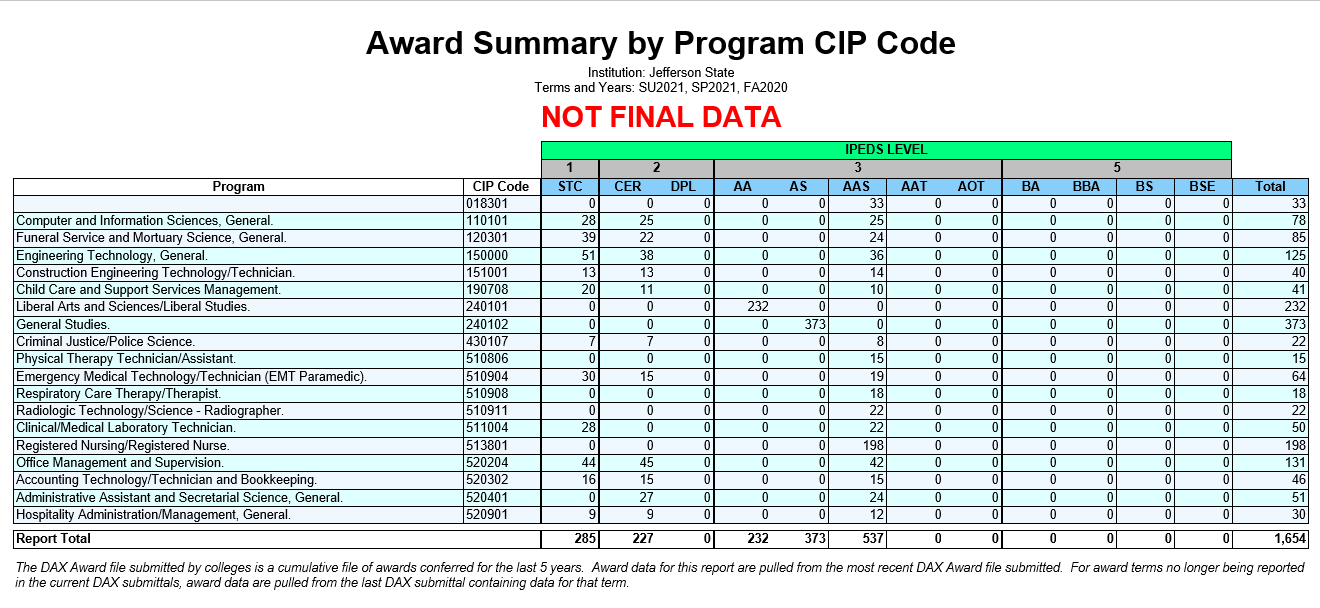 Award Summary by Program CIP Code
Institution: Jefferson State
Terms and Years: SU2021, SP2021, FA2020
NOT FINAL DATA
IPEDS LEVEL
1 2 3 5
Program CIP Code STC CER DPL AA AS AAS AAT AOT BA BBA BS BSE Total
018301 0 0 0 0 0 33 0 0 0 0 0 0 33
Computer and Information Sciences, General. 110101 28 25 0 0 0 25 0 0 0 0 0 0 78
Funeral Service and Mortuary Science, General. 120301 39 22 0 0 0 24 0 0 0 0 0 0 85
Engineering Technology, General. 150000 51 38 0 0 0 36 0 0 0 0 0 0 125
Construction Engineering Technology/Technician. 151001 13 13 0 0 0 14 0 0 0 0 0 0 40
Child Care and Support Services Management. 190708 20 11 0 0 0 10 0 0 0 0 0 0 41
Liberal Arts and Sciences/Liberal Studies. 240101 0 0 0 232 0 0 0 0 0 0 0 0 232
General Studies. 240102 0 0 0 0 373 0 0 0 0 0 0 0 373
Criminal Justice/Police Science. 430107 7 7 0 0 0 8 0 0 0 0 0 0 22
Physical Therapy Technician/Assistant. 510806 0 0 0 0 0 15 0 0 0 0 0 0 15
Emergency Medical Technology/Technician (EMT Paramedic). 510904 30 15 0 0 0 19 0 0 0 0 0 0 64
Respiratory Care Therapy/Therapist. 510908 0 0 0 0 0 18 0 0 0 0 0 0 18
Radiologic Technology/Science - Radiographer. 510911 0 0 0 0 0 22 0 0 0 0 0 0 22
Clinical/Medical Laboratory Technician. 511004 28 0 0 0 0 22 0 0 0 0 0 0 50
Registered Nursing/Registered Nurse. 513801 0 0 0 0 0 198 0 0 0 0 0 0 198
Office Management and Supervision. 520204 44 45 0 0 0 42 0 0 0 0 0 0 131
Accounting Technology/Technician and Bookkeeping. 520302 16 15 0 0 0 15 0 0 0 0 0 0 46
Administrative Assistant and Secretarial Science, General. 520401 0 27 0 0 0 24 0 0 0 0 0 0 51
Hospitality Administration/Management, General. 520901 9 9 0 0 0 12 0 0 0 0 0 0 30
Report Total 285 227 0 232 373 537 0 0 0 0 0 0 1,654
The DAX Award file submitted by colleges is a cumulative file of awards conferred for the last 5 years. Award data for this report are pulled from the most recent DAX Award file submitted. For award terms no longer being reported
in the current DAX submittals, award data are pulled from the last DAX submittal containing data for that term.